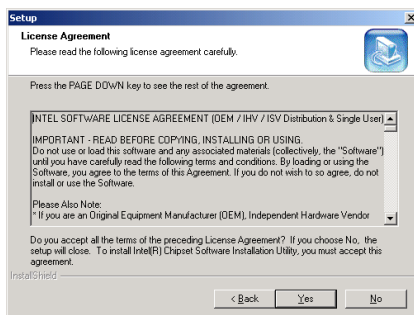 Setup
License Agreement
Please read the following license agreement carefully.
Press the PAGE DOWN key to see the rest of the agreement.
INTEL SOFTWARE LICENSE AGREEMENT (OEM / IHV / ISV Distribution & Single User)
IMPORTANT - READ BEFORE COPYING, INSTALLING OR USING.
Do not use or load this software and any associated materials (collectively, the "Software")
until you have carefully read the following terms and conditions. By loading or using the
Software, you agree to the terms of this Agreement. If you do not wish to so agree, do not
install or use the Software.
Please Also Note:
* If you are an Original Equipment Manufacturer (OEM), Independent Hardware Vendor
Do you accept all the terms of the preceding License Agreement? If you choose No, the
setup will close. To install Intel(R) Chipset Software Installation Utility, you must accept this
agreement.
InstallShield
< Back
Yes
No